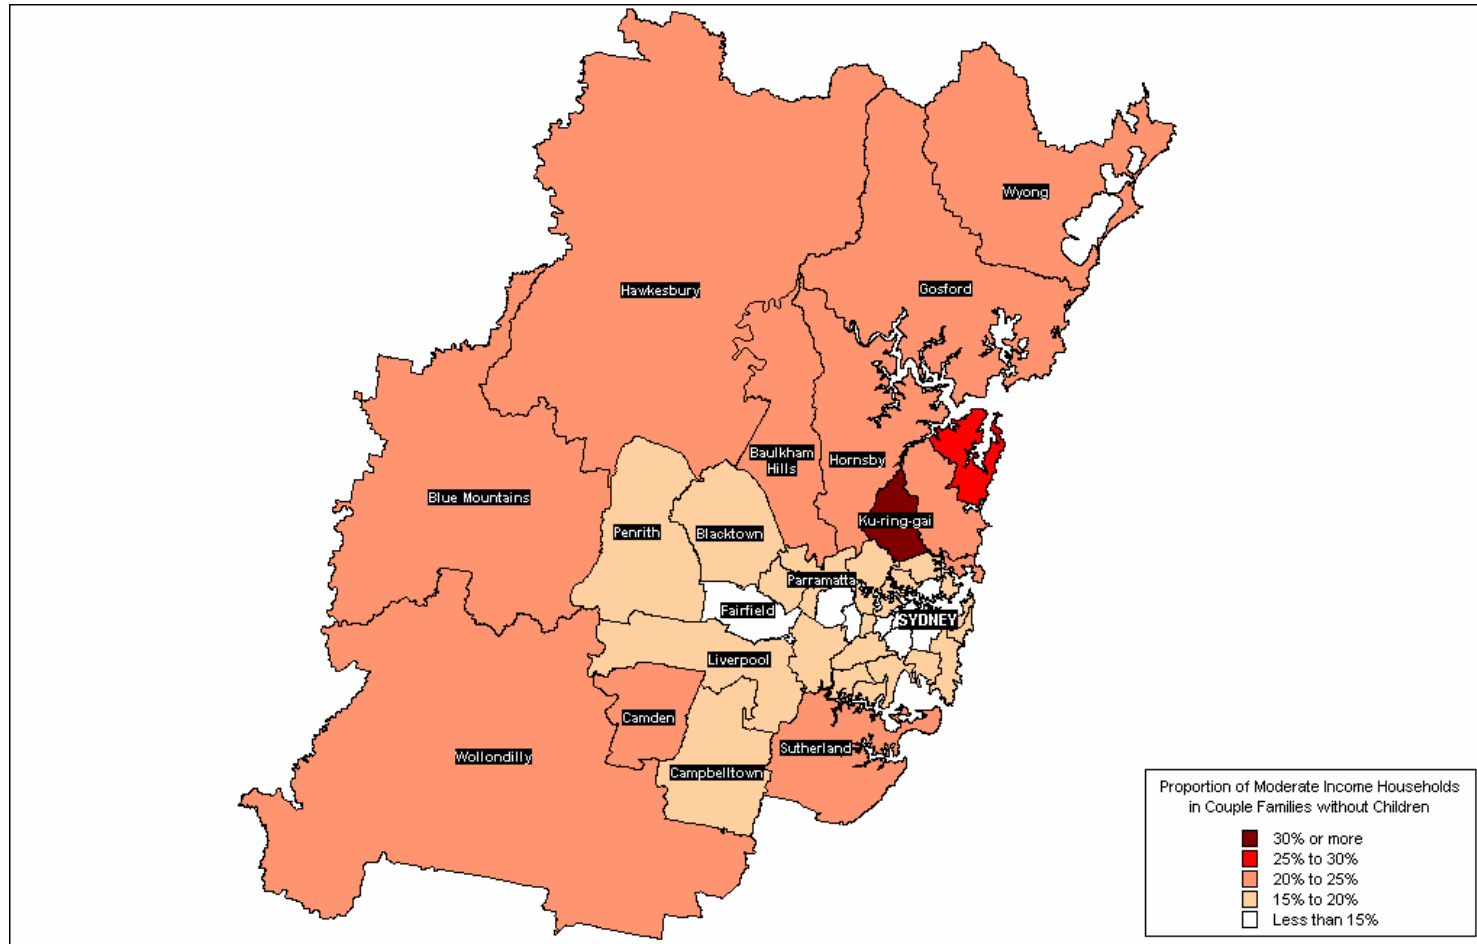 Wyong
Hawkesbury
Gosford
Baulkham
Hills
Hornsby
Blue Mountains
Ku-ring-gai
Penrith
Blacktown
Parramatta
Fairfield
SYDNEY
Liverpool
Camden
Sutherland
Wollondilly
Campbelltown
Proportion of Moderate Income Households
in Couple Families without Children
30% or more
25% to 30%
20% to 25%
15% to 20%
Less than 15%